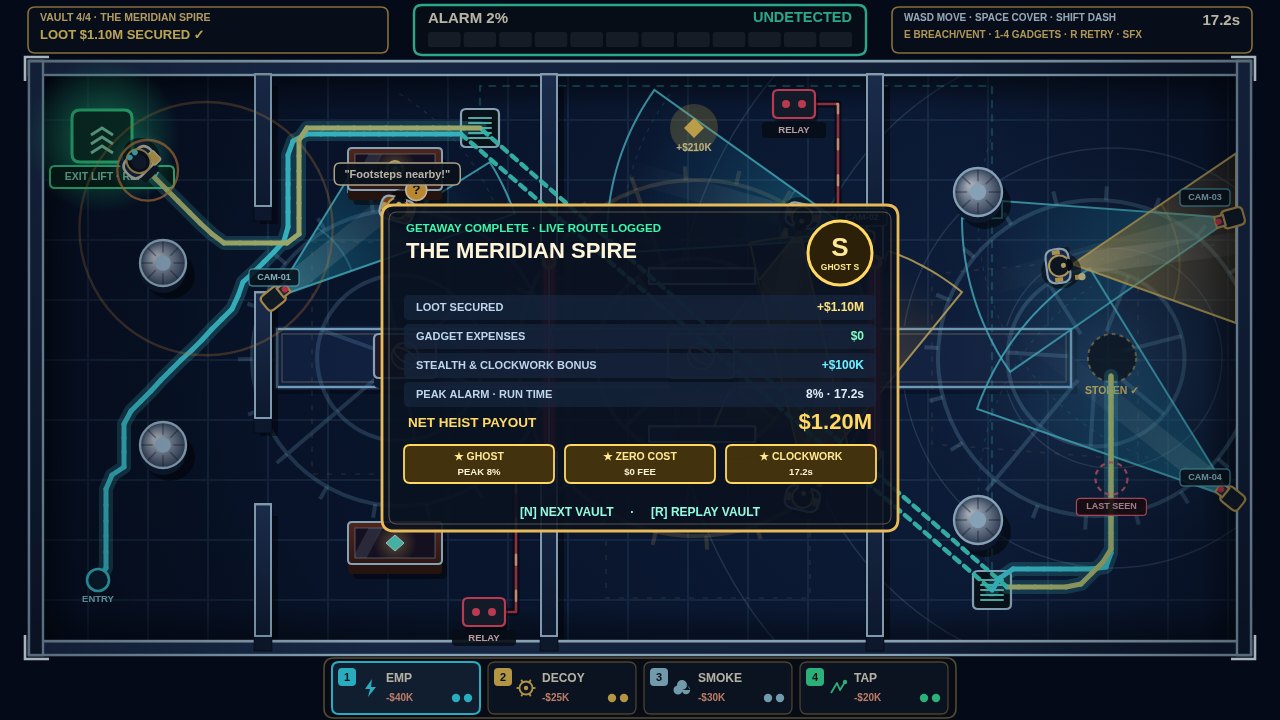 VAULT 4/4 · THE MERIDIAN SPIRE
LOOT $1.10M SECURED ✓
ALARM 2%
UNDETECTED
WASD MOVE · SPACE COVER · SHIFT DASH
17.2s
E BREACH/VENT · 1-4 GADGETS · R RETRY · SFX
RELAY
+$210K
EXIT LIFT
"Footsteps nearby!"
?
CAM-03
CAM-02
CAM-01
GETAWAY COMPLETE · LIVE ROUTE LOGGED
THE MERIDIAN SPIRE
S
GHOST S
LOOT SECURED
+$1.10M
GADGET EXPENSES
$0
STEALTH & CLOCKWORK BONUS
+$100K
PEAK ALARM · RUN TIME
8% · 17.2s
NET HEIST PAYOUT
$1.20M
★ GHOST
PEAK 8%
★ ZERO COST
$0 FEE
★ CLOCKWORK
17.2s
[N] NEXT VAULT · [R] REPLAY VAULT
STOLEN ✓
CAM-04
LAST SEEN
ENTRY
RELAY
1
EMP
-$40K
2
DECOY
-$25K
3
SMOKE
-$30K
4
TAP
-$20K